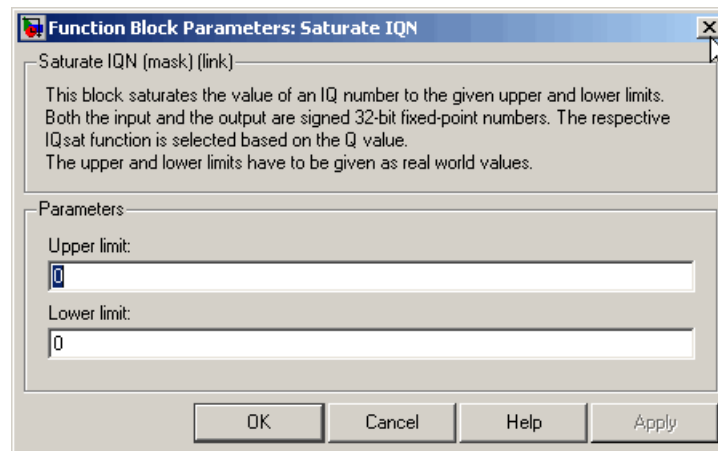 Function Block Parameters: Saturate IQN
Saturate IQN (mask) (link)
This block saturates the value of an IQ number to the given upper and lower limits.
Both the input and the output are signed 32-bit fixed-point numbers. The respective
IQsat function is selected based on the Q value.
The upper and lower limits have to be given as real world values.
Parameters
Upper limit:
0
Lower limit:
0
OK Cancel Help Apply